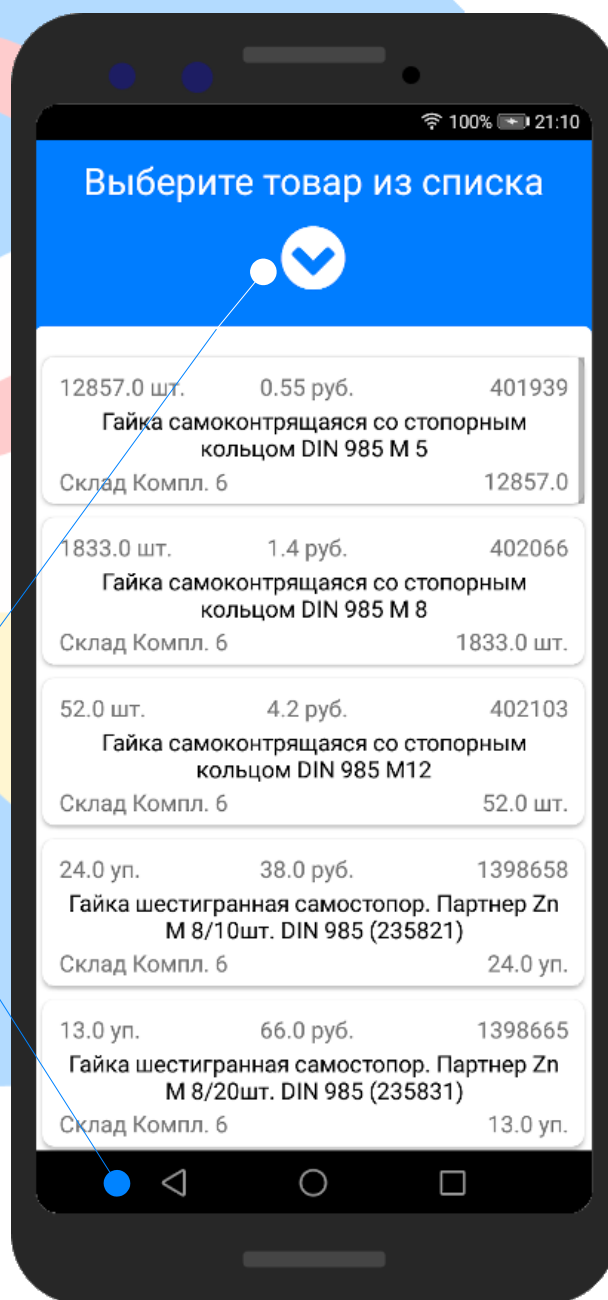 100% 21:10
Выберите товар из списка
12857.0 шт. 0.55 руб. 401939
Гайка самоконтрящаяся со стопорным
кольцом DIN 985 М 5
Склад Компл. 6 12857.0
1833.0 шт. 1.4 руб. 402066
Гайка самоконтрящаяся со стопорным
кольцом DIN 985 М 8
Склад Компл. 6 1833.0 шт.
52.0 шт. 4.2 руб. 402103
Гайка самоконтрящаяся со стопорным
кольцом DIN 985 М12
Склад Компл. 6 52.0 шт.
24.0 уп. 38.0 руб. 1398658
Гайка шестигранная самостопор. Партнер Zn
М 8/10шт. DIN 985 (235821)
Склад Компл. 6 24.0 уп.
13.0 уп. 66.0 руб. 1398665
Гайка шестигранная самостопор. Партнер Zn
М 8/20шт. DIN 985 (235831)
Склад Компл. 6 13.0 уп.